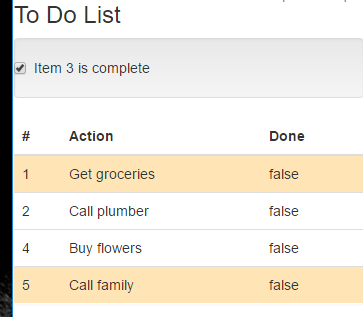 To Do List
Item 3 is complete
# Action Done
1 Get groceries false
2 Call plumber false
4 Buy flowers false
5 Call family false